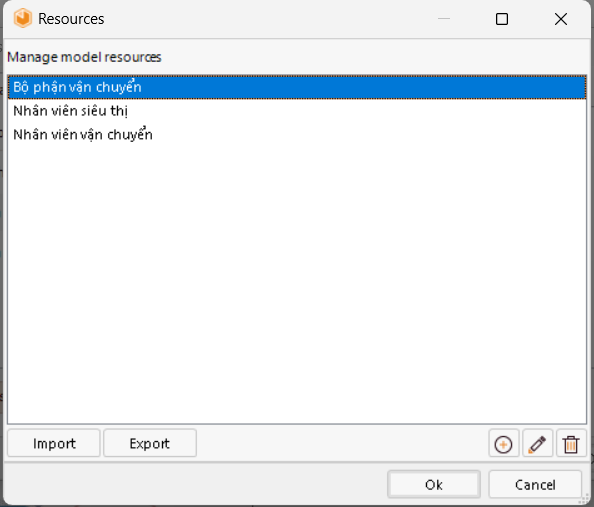 Resources
Manage model resources
Bộ phận vận chuyển
Nhân viên siêu thị
Nhân viên vận chuyển
Import Export
Ok Cancel